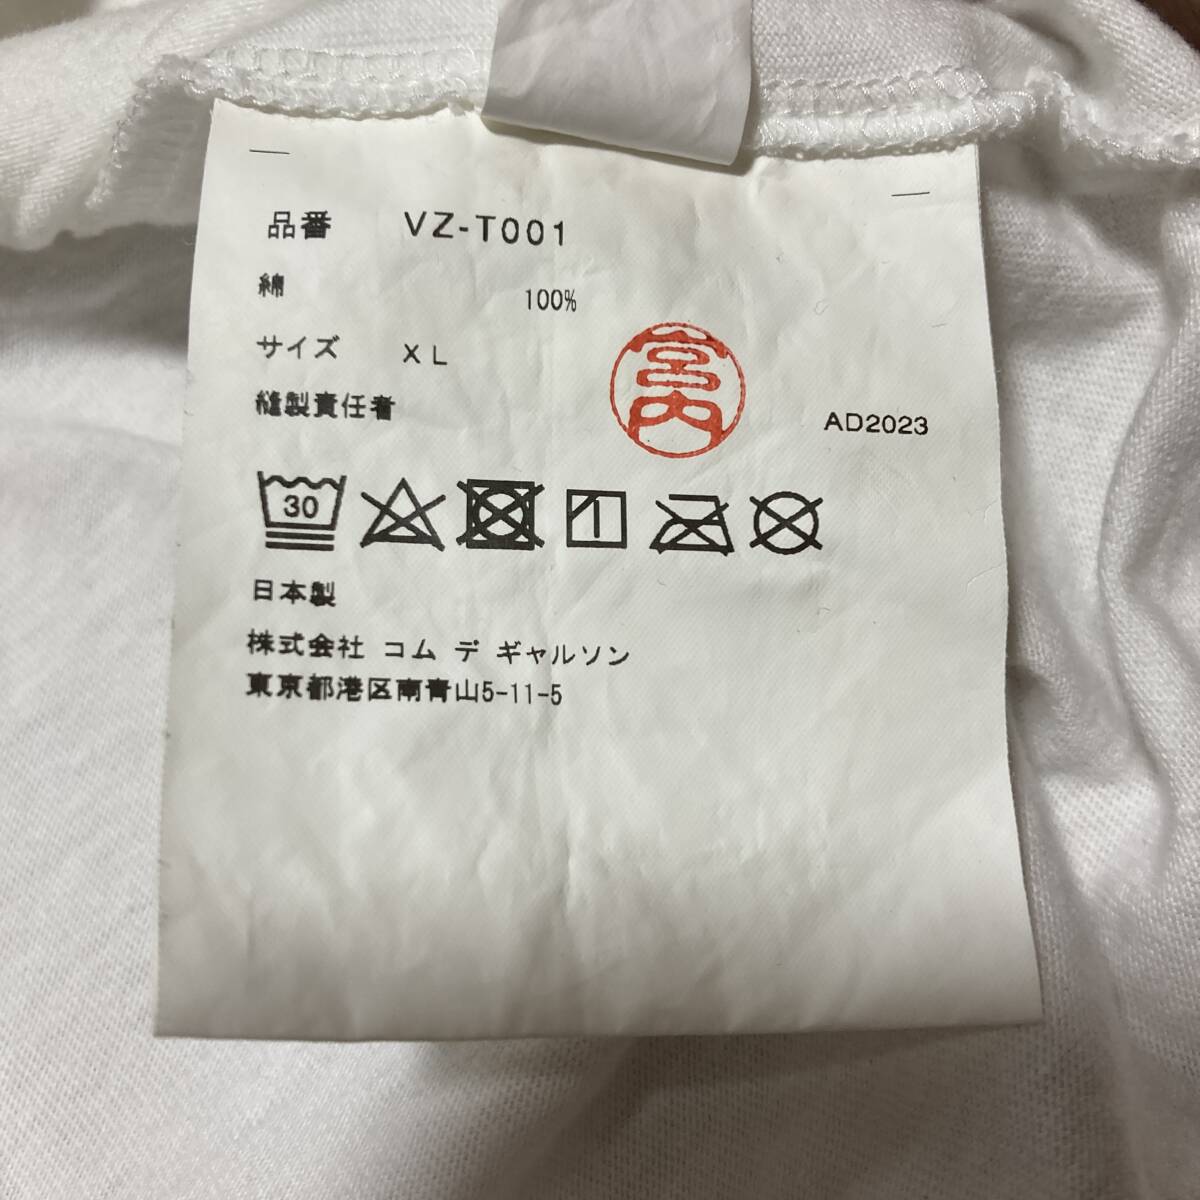 品番 VZ-T001
綿 100%
サイズ XL
縫製責任者 宮内
AD2023
30
日本製
株式会社 コム デ ギャルソン
東京都港区南青山5-11-5